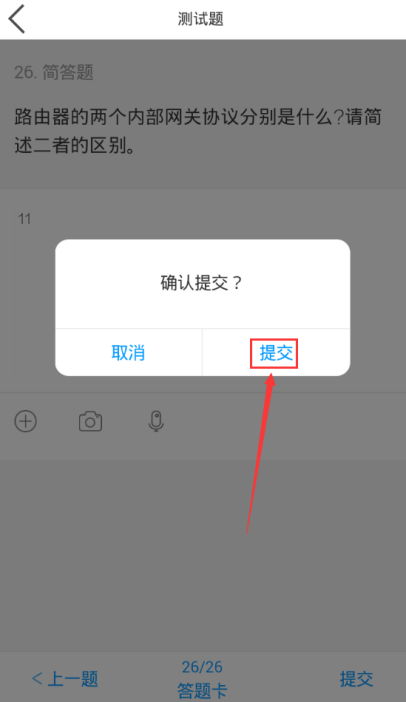 测试题
26. 简答题
路由器的两个内部网关协议分别是什么?请简
述二者的区别。
11
确认提交？
取消
提交
< 上一题
26/26
答题卡
提交